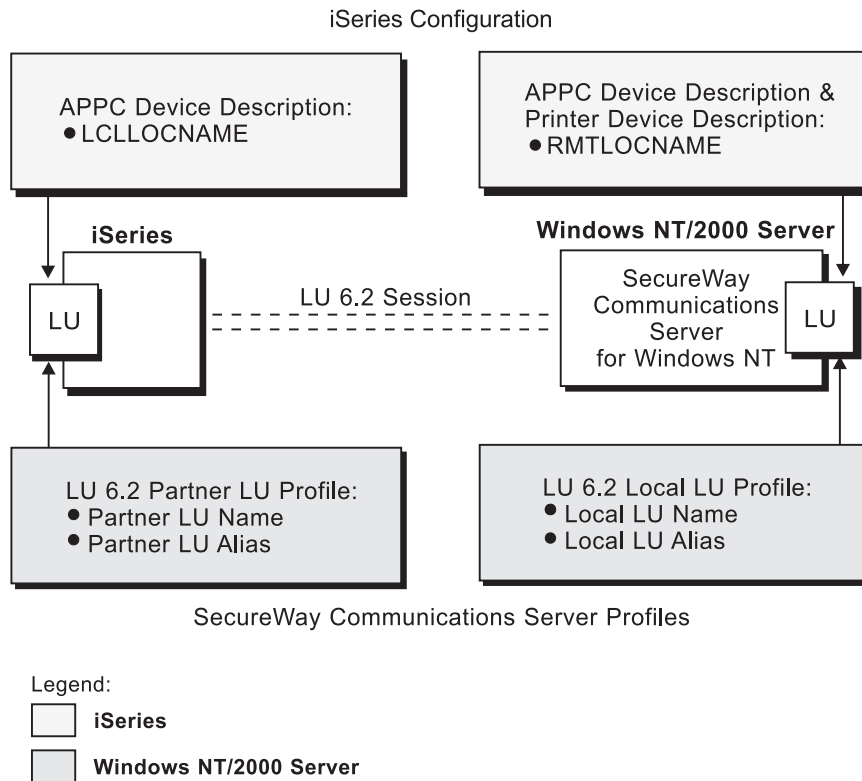 iSeries Configuration
APPC Device Description:
● LCLLOCNAME
APPC Device Description &
Printer Device Description:
● RMTLOCNAME
iSeries
Windows NT/2000 Server
LU
LU 6.2 Session
SecureWay
Communications
Server
for Windows NT
LU
LU 6.2 Partner LU Profile:
● Partner LU Name
● Partner LU Alias
LU 6.2 Local LU Profile:
● Local LU Name
● Local LU Alias
SecureWay Communications Server Profiles
Legend:
iSeries
Windows NT/2000 Server